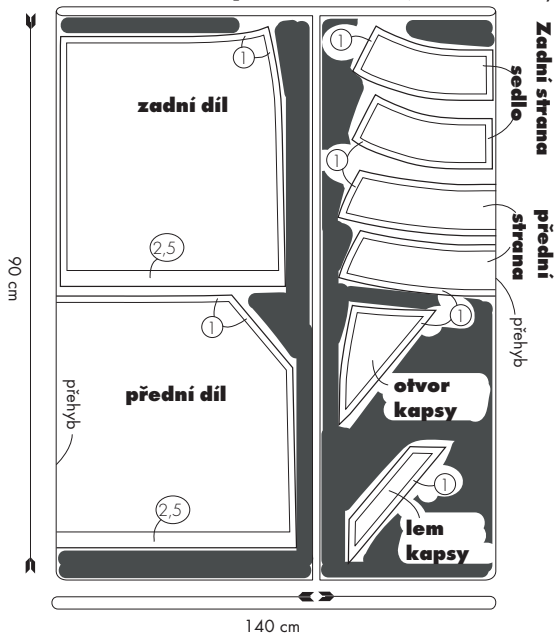 1
1
Zadní strana
sedlo
zadní díl
1
přední
strana
2,5
90 cm
1
1
přehyb
otvor
kapsy
přehyb
přední díl
1
2,5
lem
kapsy
140 cm